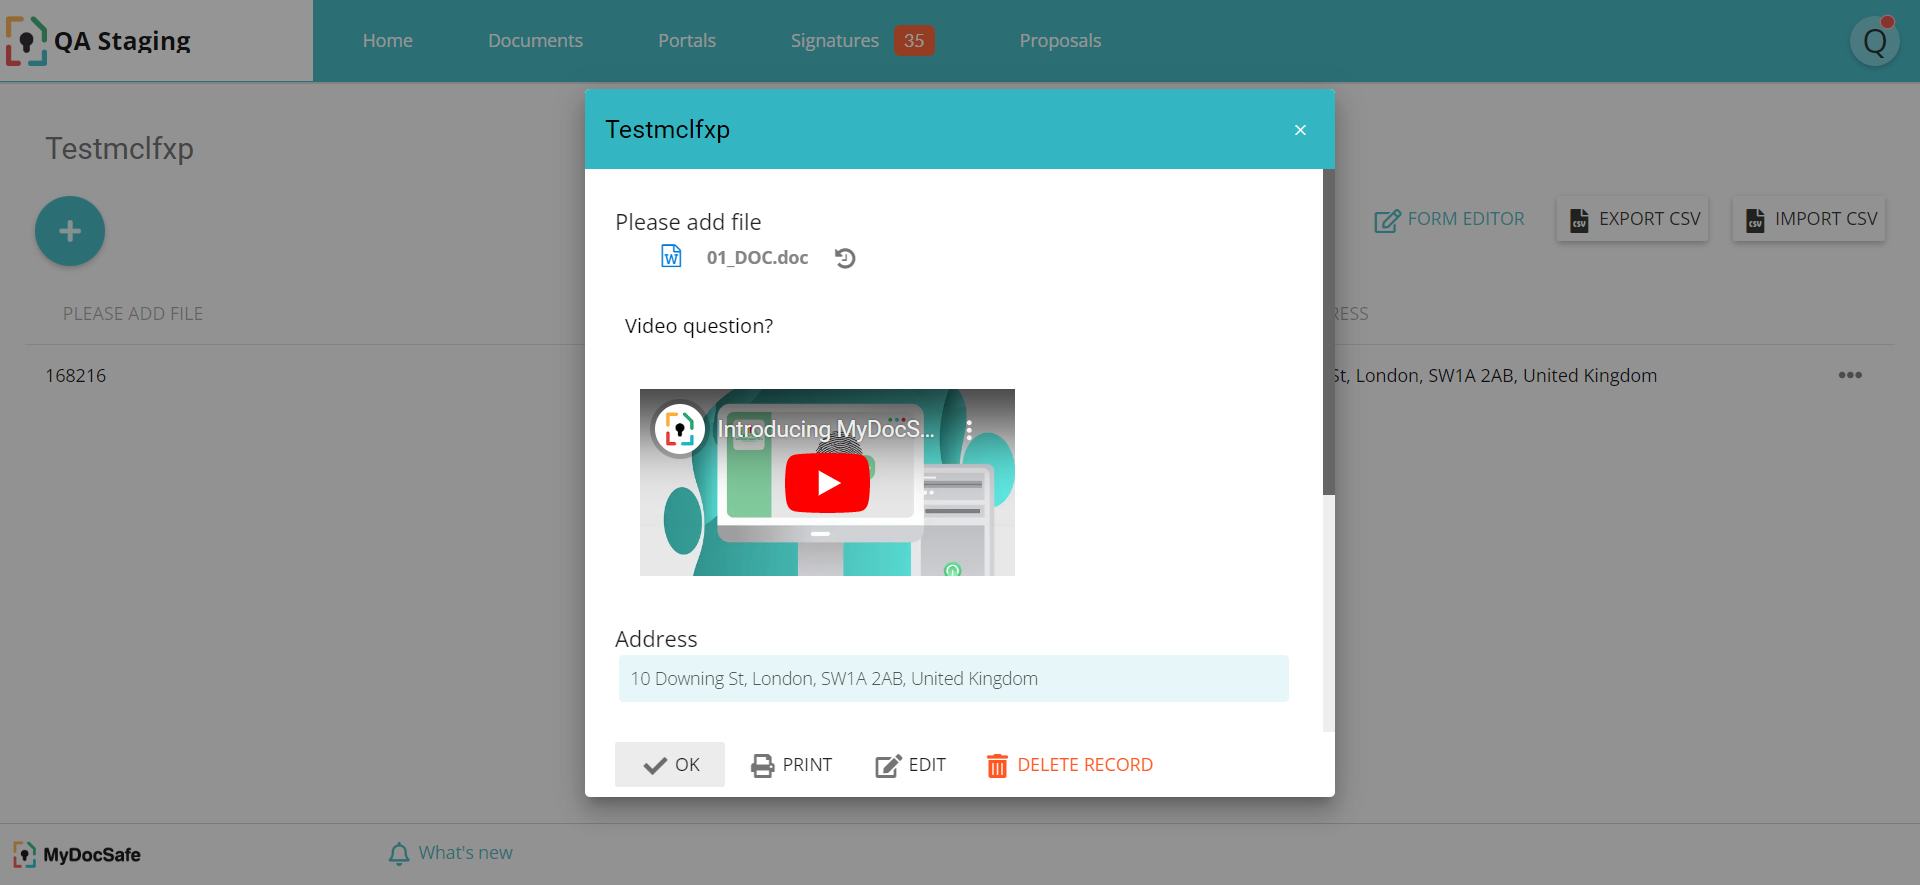 QA Staging
Home Documents Portals Signatures 35 Proposals
Q
Testmclfxp
FORM EDITOR EXPORT CSV IMPORT CSV
PLEASE ADD FILE RESS
168216 St, London, SW1A 2AB, United Kingdom
Testmclfxp
Please add file
01_DOC.doc
Video question?
Introducing MyDocS...
Address
10 Downing St, London, SW1A 2AB, United Kingdom
OK PRINT EDIT DELETE RECORD
MyDocSafe What's new